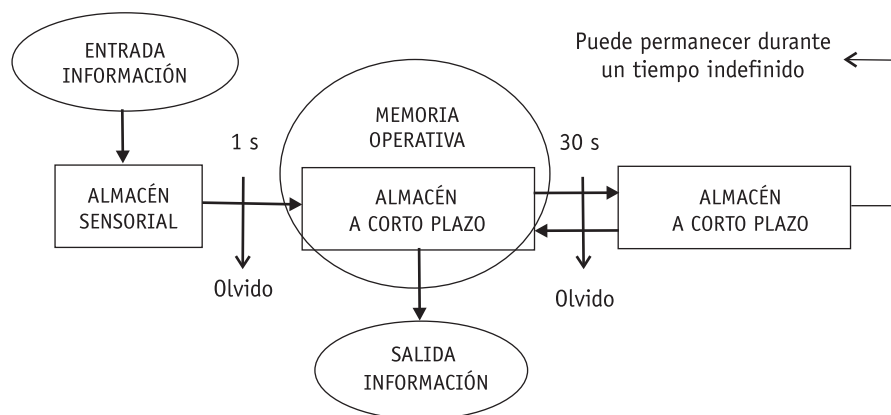 ENTRADA
INFORMACIÓN
Puede permanecer durante
un tiempo indefinido
MEMORIA
OPERATIVA
1 s
30 s
ALMACÉN
SENSORIAL
ALMACÉN
A CORTO PLAZO
ALMACÉN
A CORTO PLAZO
Olvido
Olvido
SALIDA
INFORMACIÓN